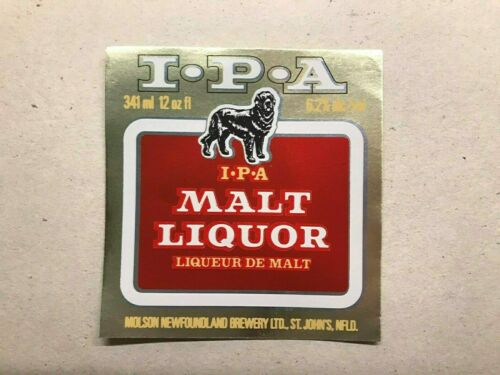 I·P·A
341 ml 12 oz fl 6.2% alc./vol
I·P·A
MALT
LIQUOR
LIQUEUR DE MALT
MOLSON NEWFOUNDLAND BREWERY LTD., ST. JOHN'S, NFLD.